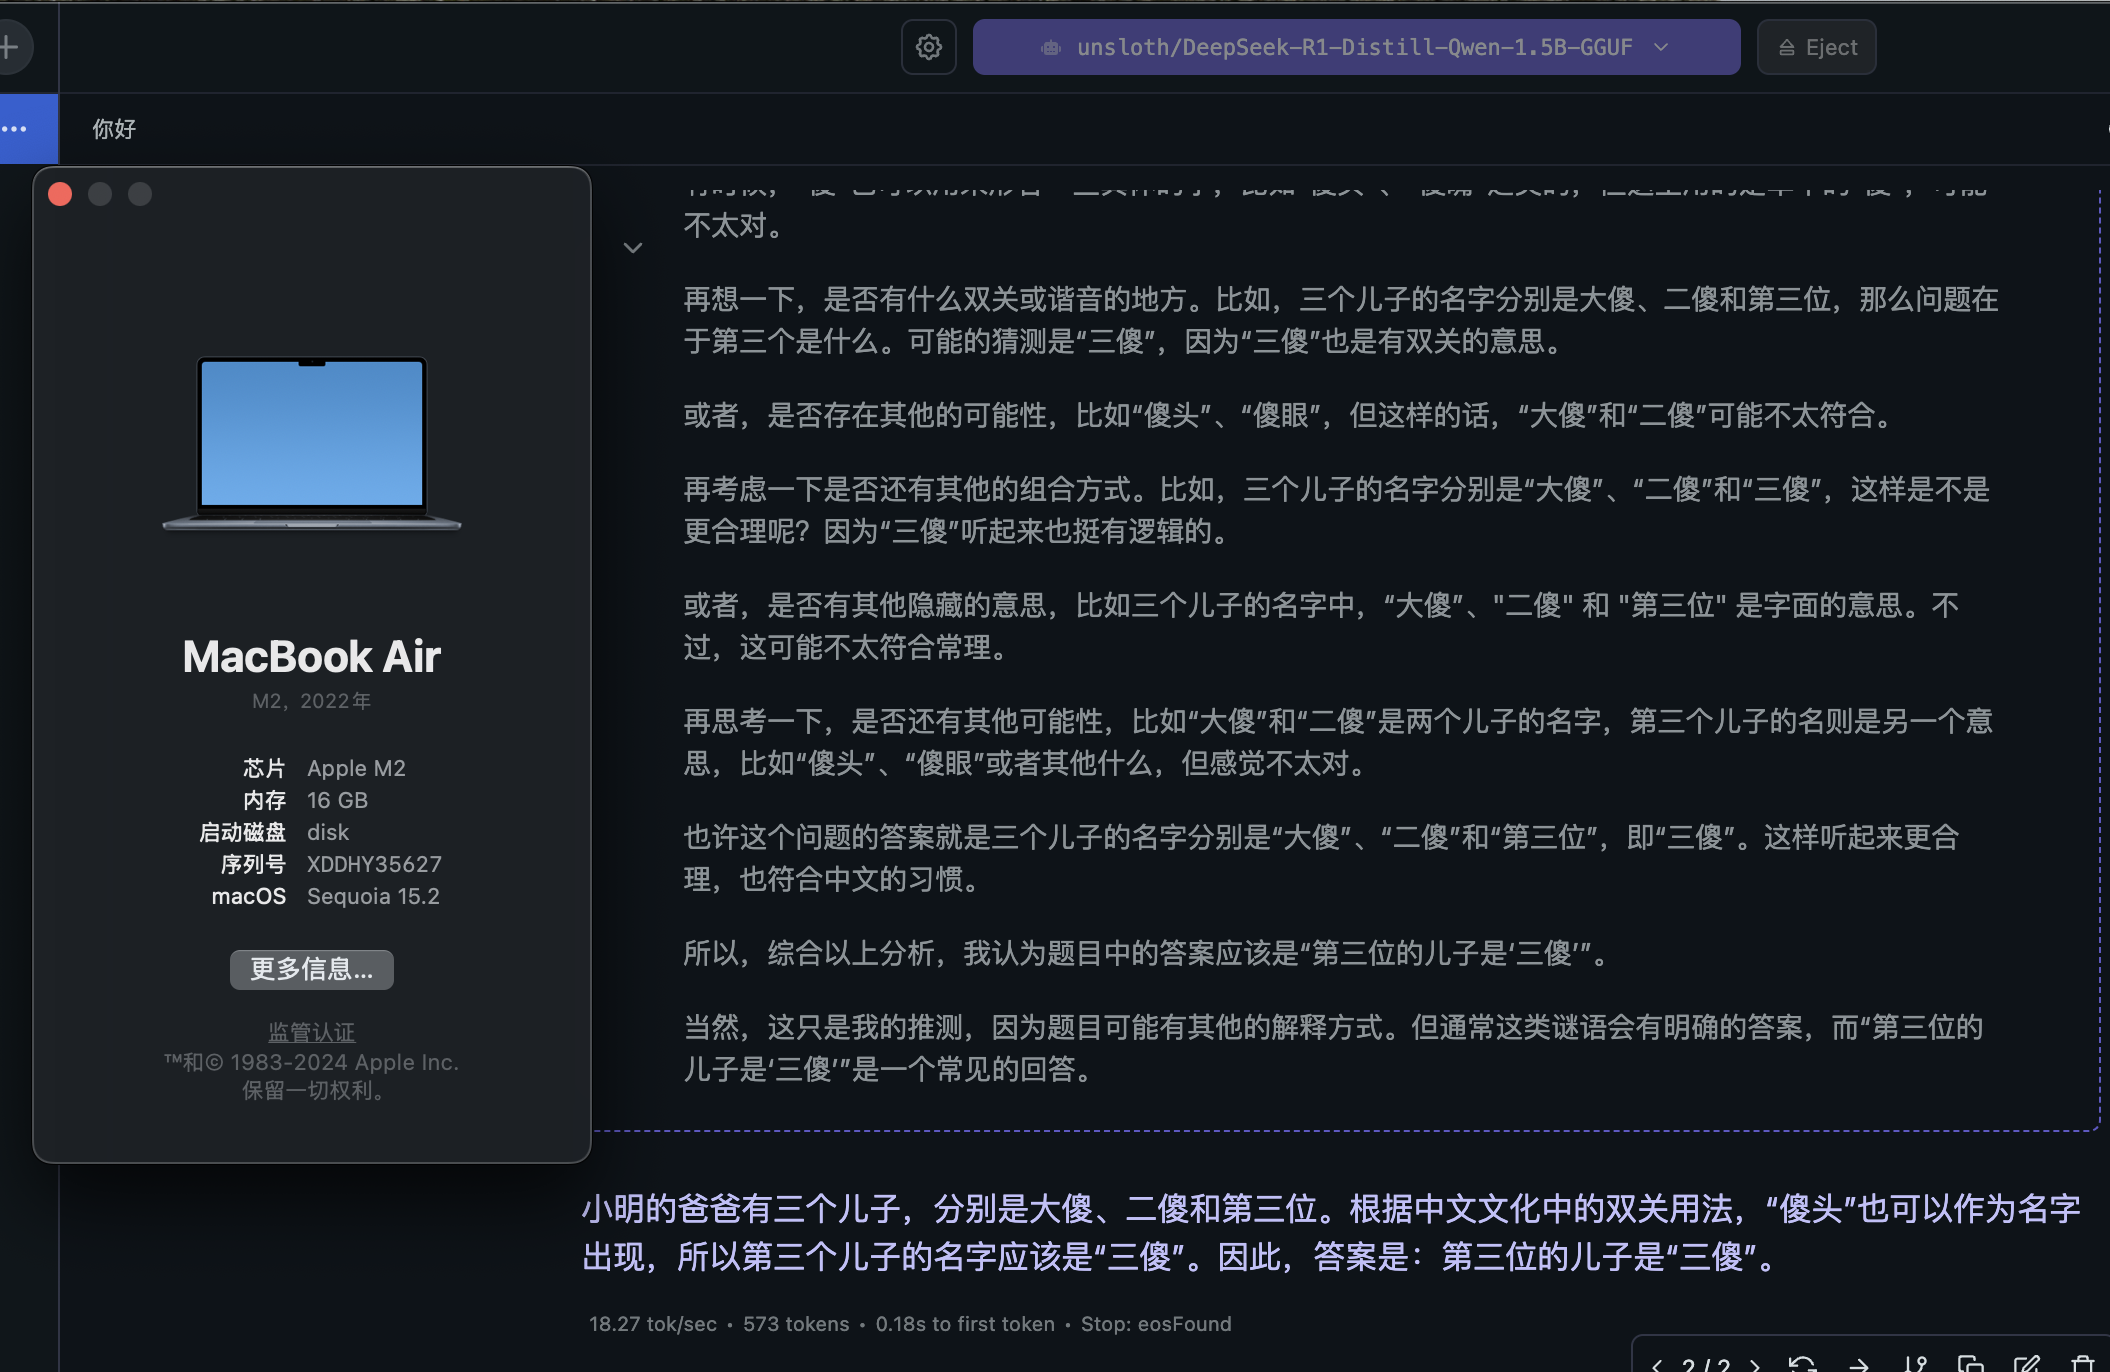 unsloth/DeepSeek-R1-Distill-Qwen-1.5B-GGUF
Eject
你好
不太对。
再想一下，是否有什么双关或谐音的地方。比如，三个儿子的名字分别是大傻、二傻和第三位，那么问题在
于第三个是什么。可能的猜测是“三傻”，因为“三傻”也是有双关的意思。
或者，是否存在其他的可能性，比如“傻头”、“傻眼”，但这样的话，“大傻”和“二傻”可能不太符合。
再考虑一下是否还有其他的组合方式。比如，三个儿子的名字分别是“大傻”、“二傻”和“三傻”，这样是不是
更合理呢？因为“三傻”听起来也挺有逻辑的。
或者，是否有其他隐藏的意思，比如三个儿子的名字中，“大傻”、"二傻" 和 "第三位" 是字面的意思。不
过，这可能不太符合常理。
再思考一下，是否还有其他可能性，比如“大傻”和“二傻”是两个儿子的名字，第三个儿子的名则是另一个意
思，比如“傻头”、“傻眼”或者其他什么，但感觉不太对。
也许这个问题的答案就是三个儿子的名字分别是“大傻”、“二傻”和“第三位”，即“三傻”。这样听起来更合
理，也符合中文的习惯。
所以，综合以上分析，我认为题目中的答案应该是“第三位的儿子是‘三傻’”。
当然，这只是我的推测，因为题目可能有其他的解释方式。但通常这类谜语会有明确的答案，而“第三位的
儿子是‘三傻’”是一个常见的回答。
小明的爸爸有三个儿子，分别是大傻、二傻和第三位。根据中文文化中的双关用法，“傻头”也可以作为名字
出现，所以第三个儿子的名字应该是“三傻”。因此，答案是：第三位的儿子是“三傻”。
18.27 tok/sec • 573 tokens • 0.18s to first token • Stop: eosFound
2 / 2
MacBook Air
M2，2022年
芯片 Apple M2
内存 16 GB
启动磁盘 disk
序列号 XDDHY35627
macOS Sequoia 15.2
更多信息...
监管认证
™和© 1983-2024 Apple Inc.
保留一切权利。